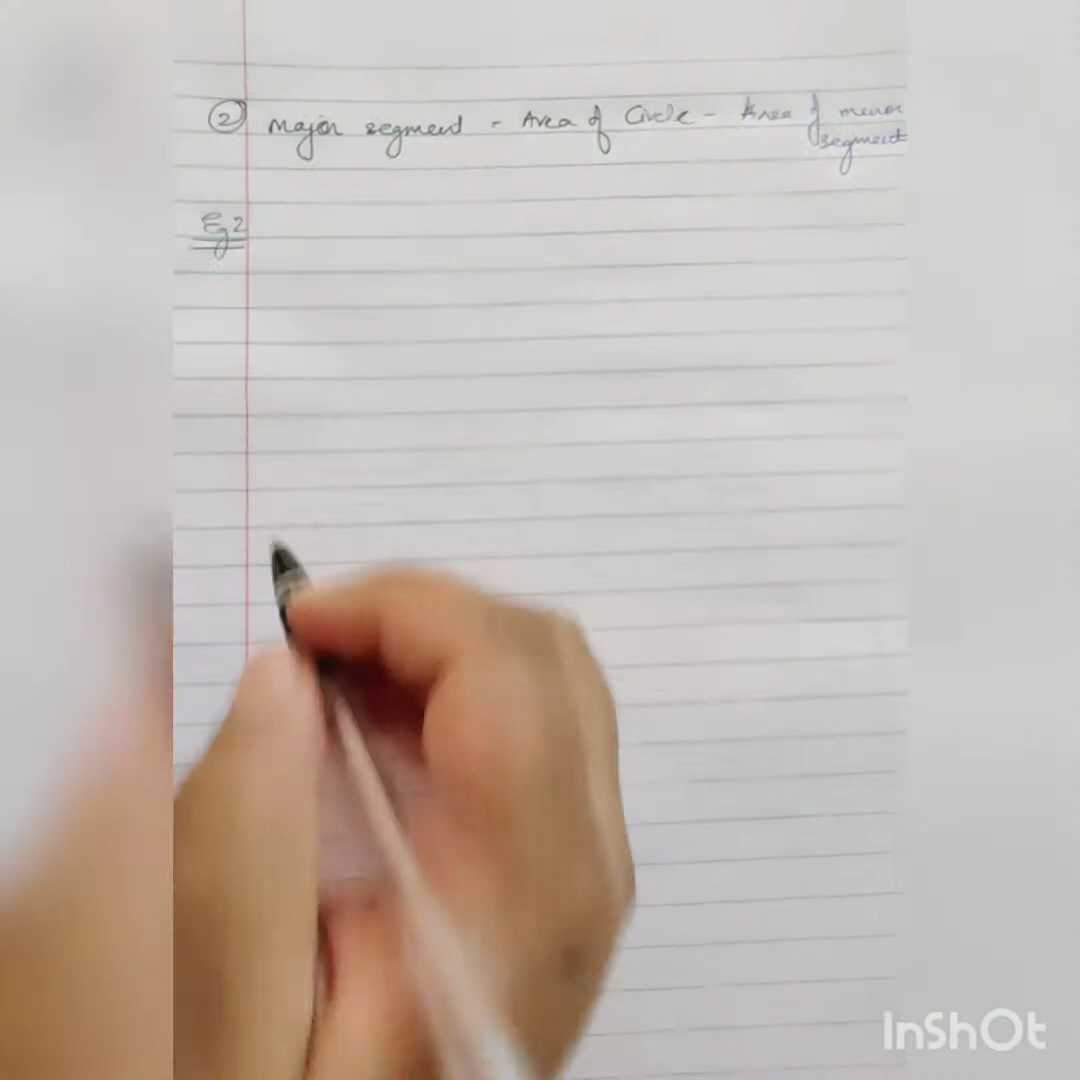 ② Major segment - Area of Circle - Area of minor
segment
Eg 2
InShOt